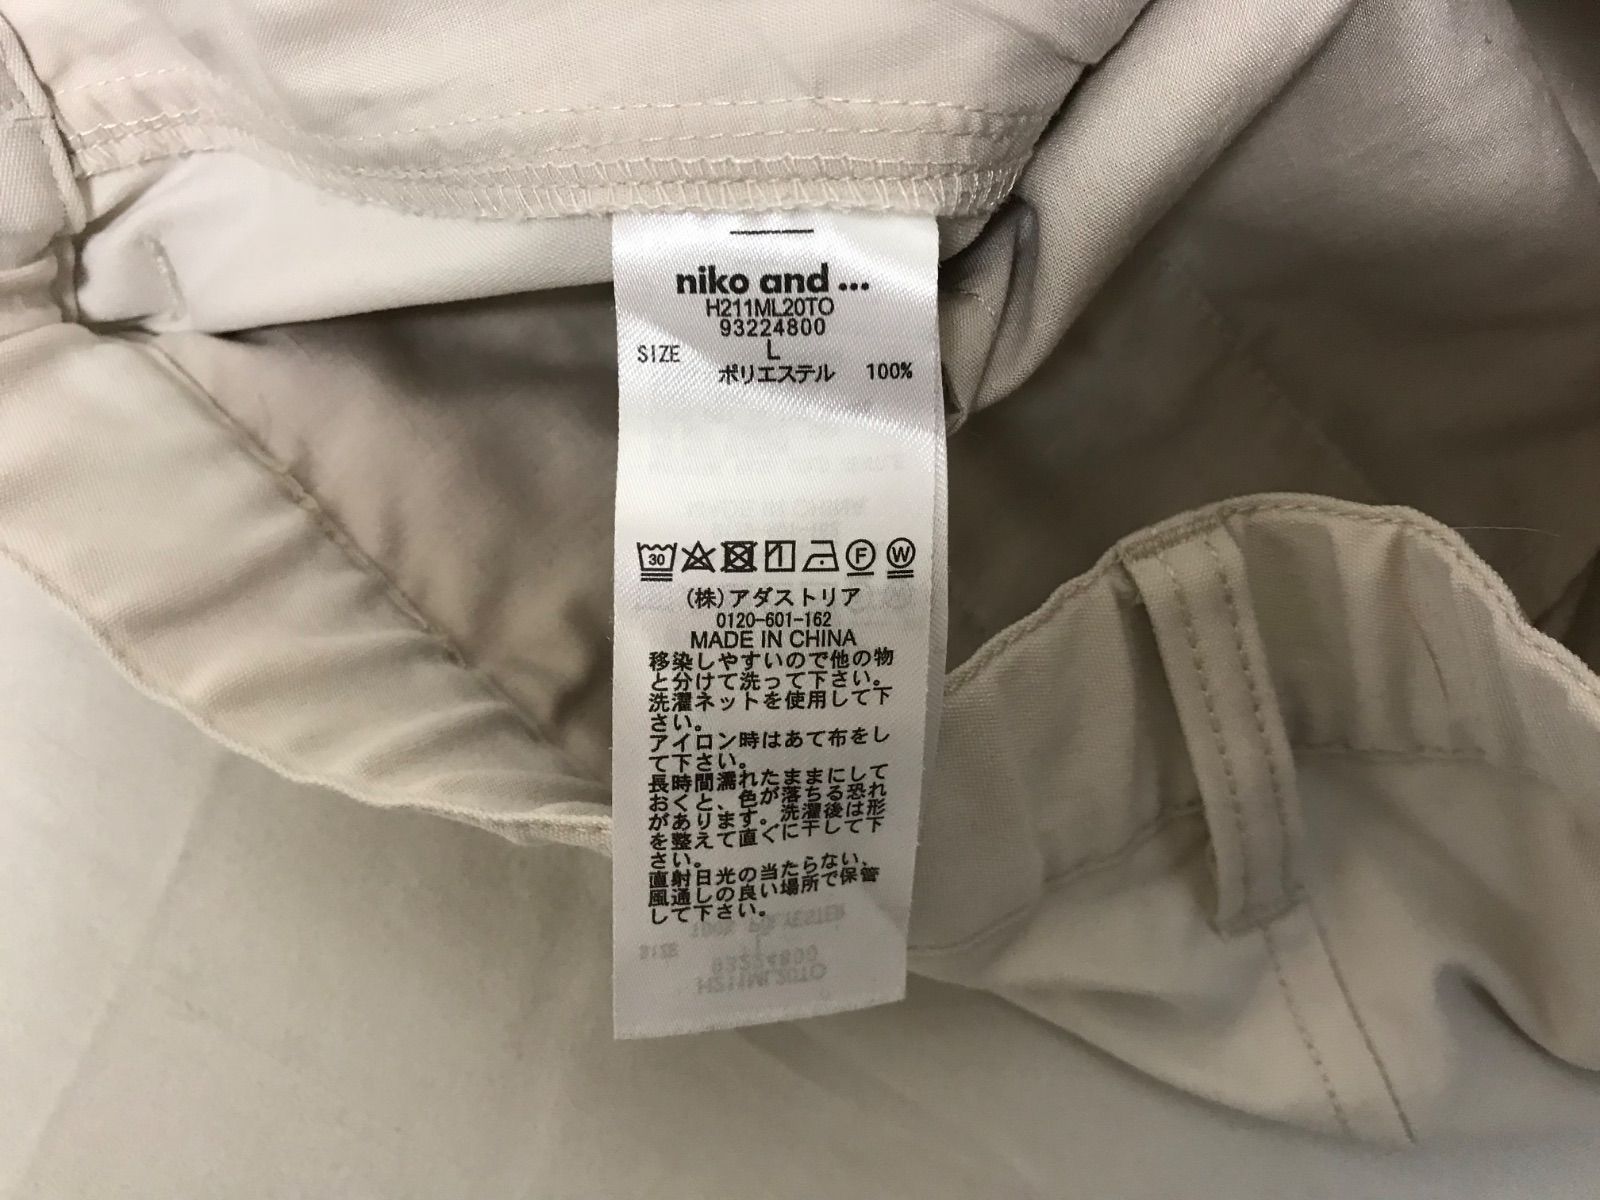 niko and ...
H211ML20TO
93224800
SIZE L
ポリエステル 100%
30 F W
(株)アダストリア
0120-601-162
MADE IN CHINA
移染しやすいので他の物
と分けて洗って下さい。
洗濯ネットを使用して下
さい。
アイロン時はあて布をし
て下さい。
長時間濡れたままにして
おくと、色が落ちる恐れ
があります。洗濯後は形
を整えて直ぐに干して下
さい。
直射日光の当たらない、
風通しの良い場所で保管
して下さい。
100% POLYESTER
SIZE L
93224800
H211ML20TO